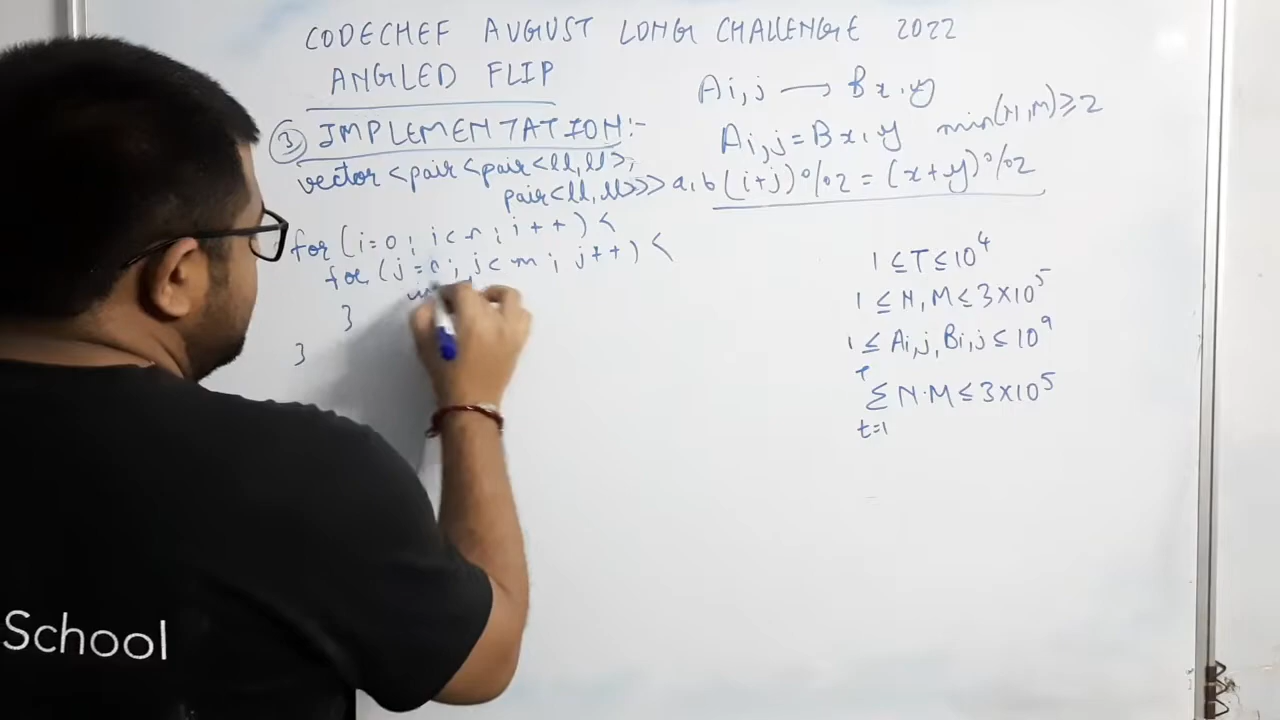 CODECHEF AUGUST LONG CHALLENGE 2022
ANGLED FLIP
③ IMPLEMENTATION:-
vector <pair <pair <ll, ll>,
pair <ll, ll>>> a, b
for (i=0; i<n; i++) {
for (j=0; j<m; j++) {
}
}
Ai,j → Bx,y
Ai,j = Bx,y min(N,M)≥2
(i+j)%2 = (x+y)%2
1 ≤ T ≤ 10^4
1 ≤ N, M ≤ 3×10^5
1 ≤ Ai,j, Bi,j ≤ 10^9
T
∑ N·M ≤ 3×10^5
t=1
School